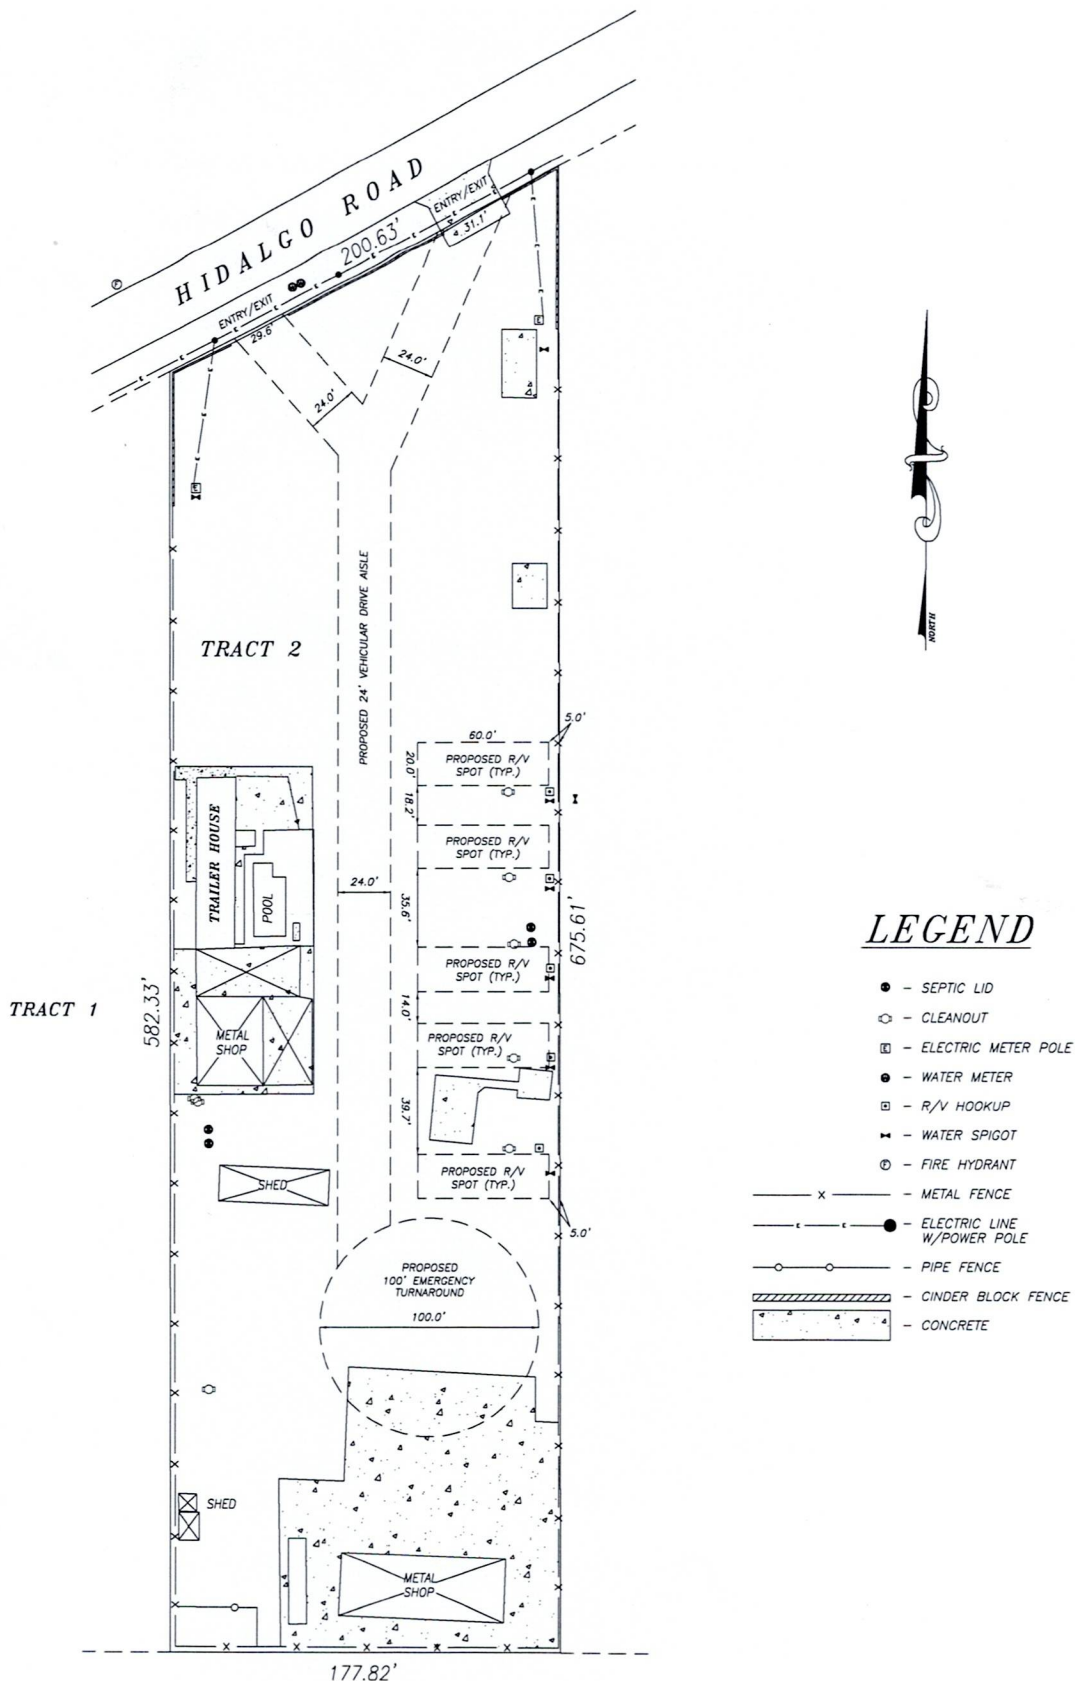 HIDALGO ROAD
ENTRY/EXIT
31.1'
200.63'
F
ENTRY/EXIT
29.6'
24.0'
24.0'
E
E
PROPOSED 24' VEHICULAR DRIVE AISLE
TRACT 2
NORTH
5.0'
60.0'
20.0'
PROPOSED R/V
SPOT (TYP.)
18.2'
PROPOSED R/V
SPOT (TYP.)
TRAILER HOUSE
POOL
24.0'
35.6'
675.61'
PROPOSED R/V
SPOT (TYP.)
TRACT 1
582.33'
14.0'
METAL
SHOP
PROPOSED R/V
SPOT (TYP.)
39.7'
PROPOSED R/V
SPOT (TYP.)
SHED
5.0'
PROPOSED
100' EMERGENCY
TURNAROUND
100.0'
SHED
METAL
SHOP
177.82'
LEGEND
- SEPTIC LID
- CLEANOUT
E - ELECTRIC METER POLE
- WATER METER
- R/V HOOKUP
- WATER SPIGOT
F - FIRE HYDRANT
X - METAL FENCE
E E - ELECTRIC LINE
W/POWER POLE
- PIPE FENCE
- CINDER BLOCK FENCE
- CONCRETE